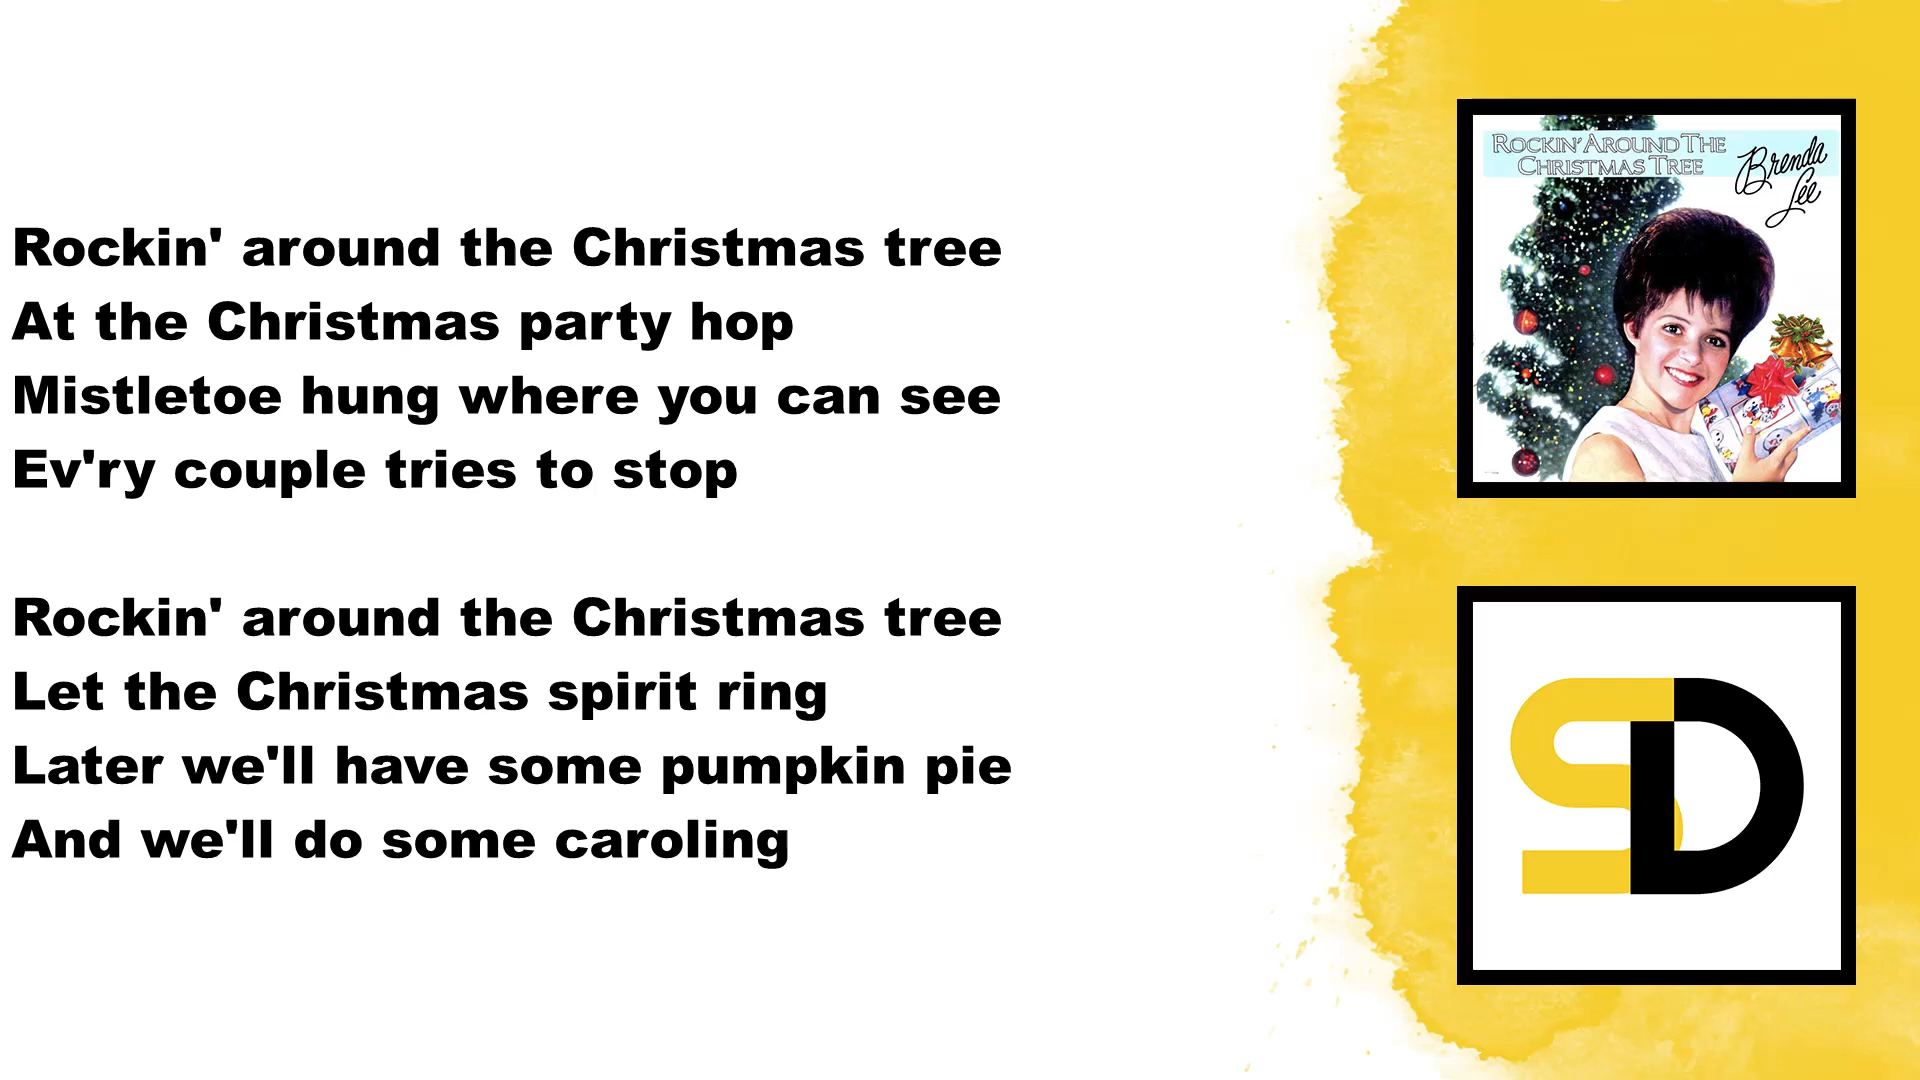 Rockin' around the Christmas tree
At the Christmas party hop
Mistletoe hung where you can see
Ev'ry couple tries to stop
Rockin' around the Christmas tree
Let the Christmas spirit ring
Later we'll have some pumpkin pie
And we'll do some caroling
ROCKIN' AROUND THE
CHRISTMAS TREE
Brenda
Lee
SD